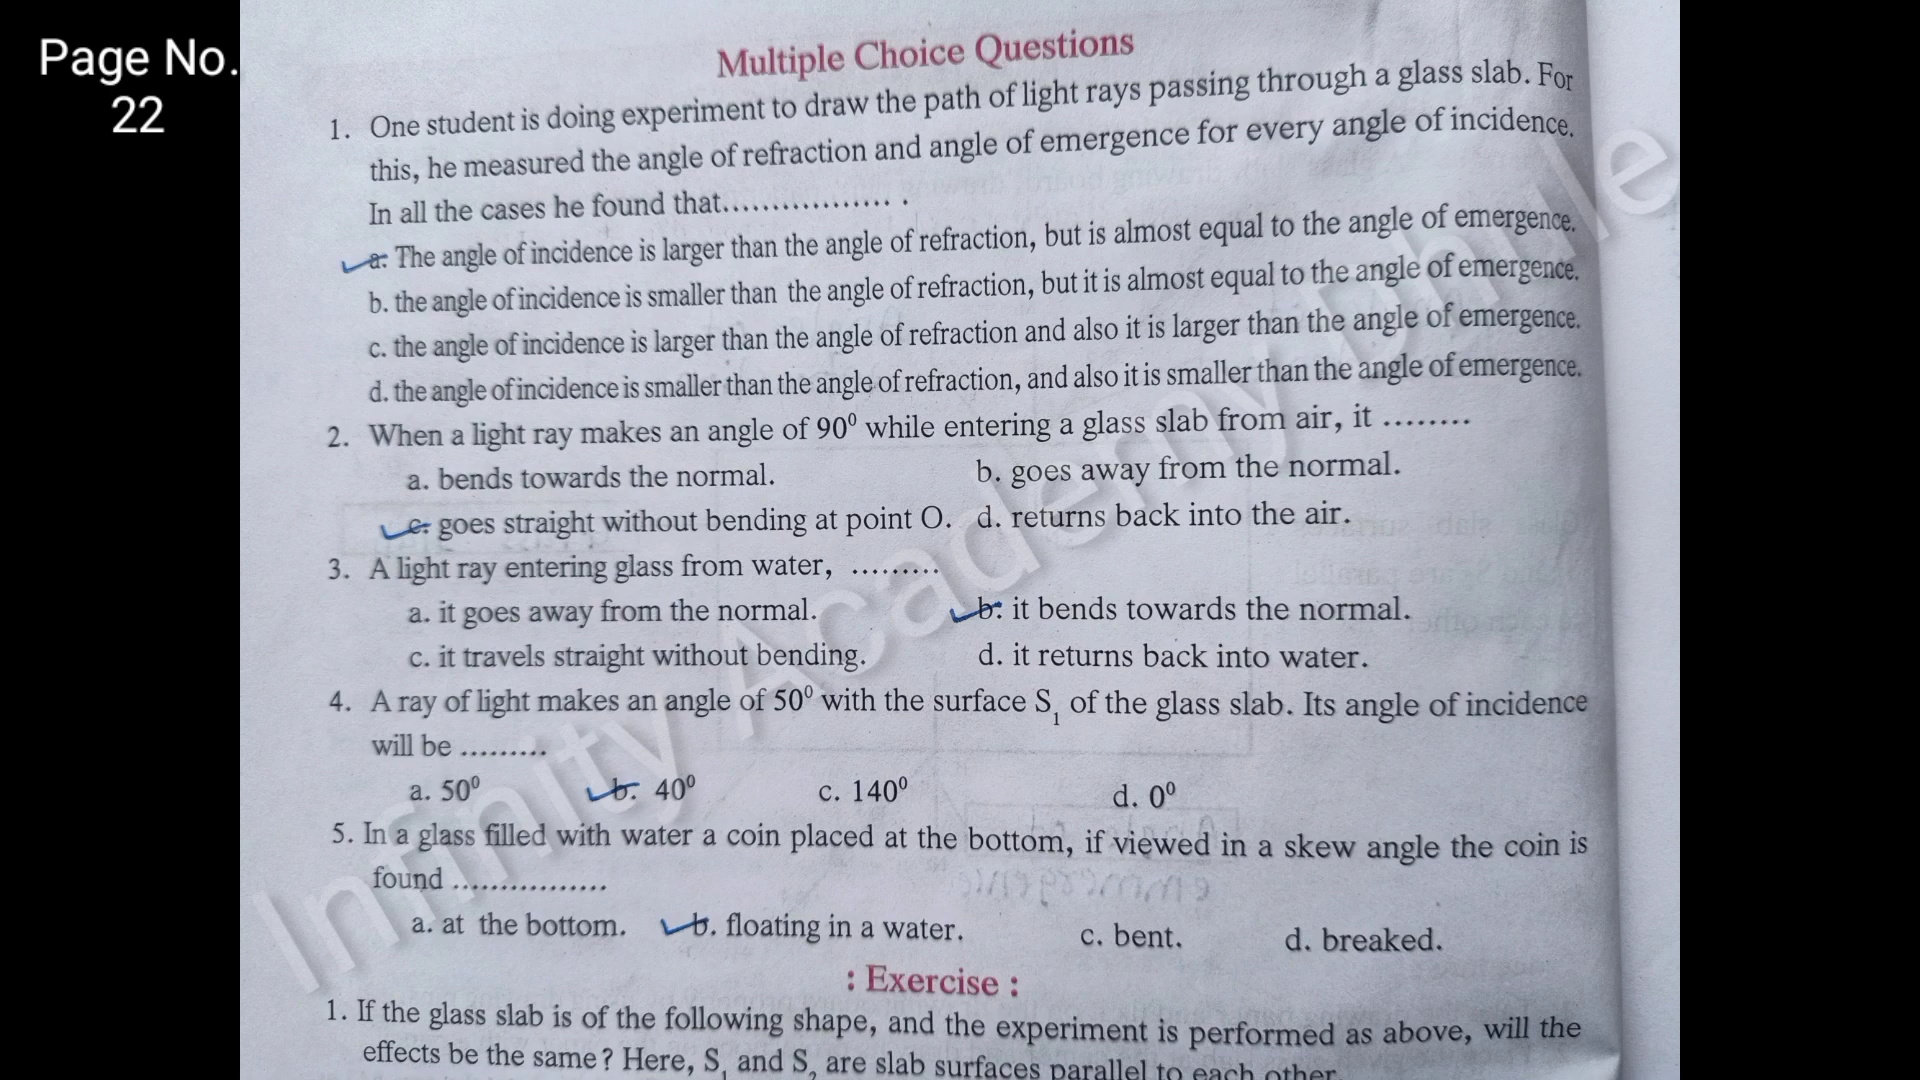 Page No.
22
Multiple Choice Questions
1. One student is doing experiment to draw the path of light rays passing through a glass slab. For
this, he measured the angle of refraction and angle of emergence for every angle of incidence.
In all the cases he found that................. .
a. The angle of incidence is larger than the angle of refraction, but is almost equal to the angle of emergence.
b. the angle of incidence is smaller than the angle of refraction, but it is almost equal to the angle of emergence.
c. the angle of incidence is larger than the angle of refraction and also it is larger than the angle of emergence.
d. the angle of incidence is smaller than the angle of refraction, and also it is smaller than the angle of emergence.
2. When a light ray makes an angle of 90⁰ while entering a glass slab from air, it ........
a. bends towards the normal. b. goes away from the normal.
c. goes straight without bending at point O. d. returns back into the air.
3. A light ray entering glass from water, .........
a. it goes away from the normal. b. it bends towards the normal.
c. it travels straight without bending. d. it returns back into water.
4. A ray of light makes an angle of 50⁰ with the surface S₁ of the glass slab. Its angle of incidence
will be .........
a. 50⁰ b. 40⁰ c. 140⁰ d. 0⁰
5. In a glass filled with water a coin placed at the bottom, if viewed in a skew angle the coin is
found ................
a. at the bottom. b. floating in a water. c. bent. d. breaked.
: Exercise :
1. If the glass slab is of the following shape, and the experiment is performed as above, will the
effects be the same? Here, S₁ and S₂ are slab surfaces parallel to each other.
Infinity Academy Dhule